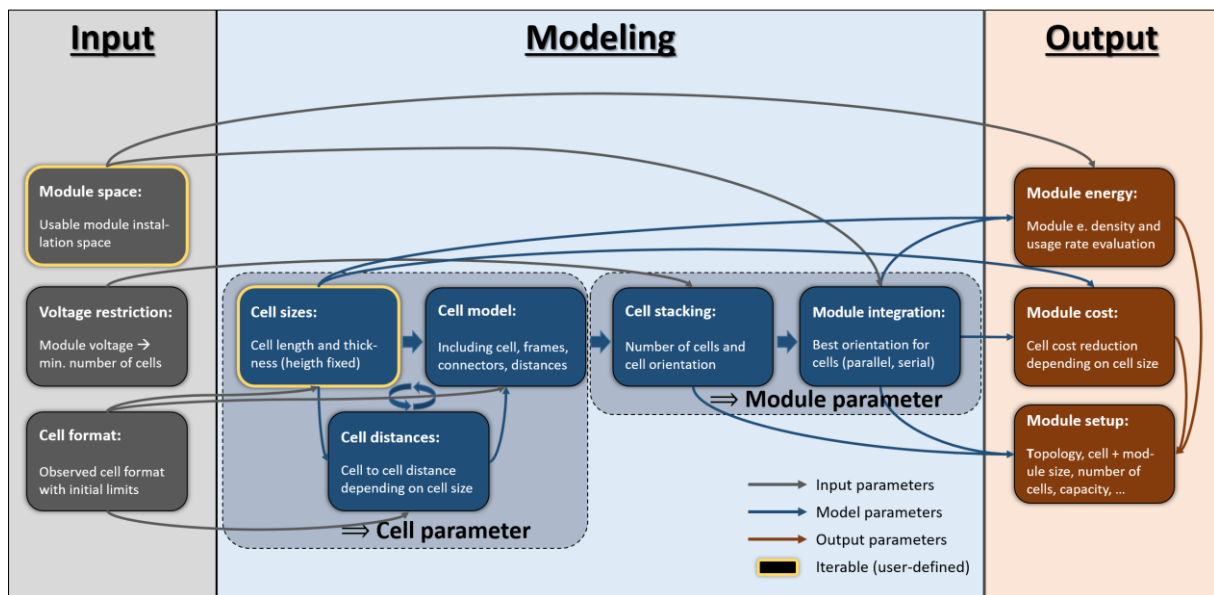 Input
Modeling
Output
Module space:
Usable module instal-
lation space
Voltage restriction:
Module voltage →
min. number of cells
Cell format:
Observed cell format
with initial limits
Cell sizes:
Cell length and thick-
ness (heigth fixed)
Cell model:
Including cell, frames,
connectors, distances
Cell distances:
Cell to cell distance
depending on cell size
⇒ Cell parameter
Cell stacking:
Number of cells and
cell orientation
Module integration:
Best orientation for
cells (parallel, serial)
⇒ Module parameter
Input parameters
Model parameters
Output parameters
Iterable (user-defined)
Module energy:
Module e. density and
usage rate evaluation
Module cost:
Cell cost reduction
depending on cell size
Module setup:
Topology, cell + mod-
ule size, number of
cells, capacity, ...